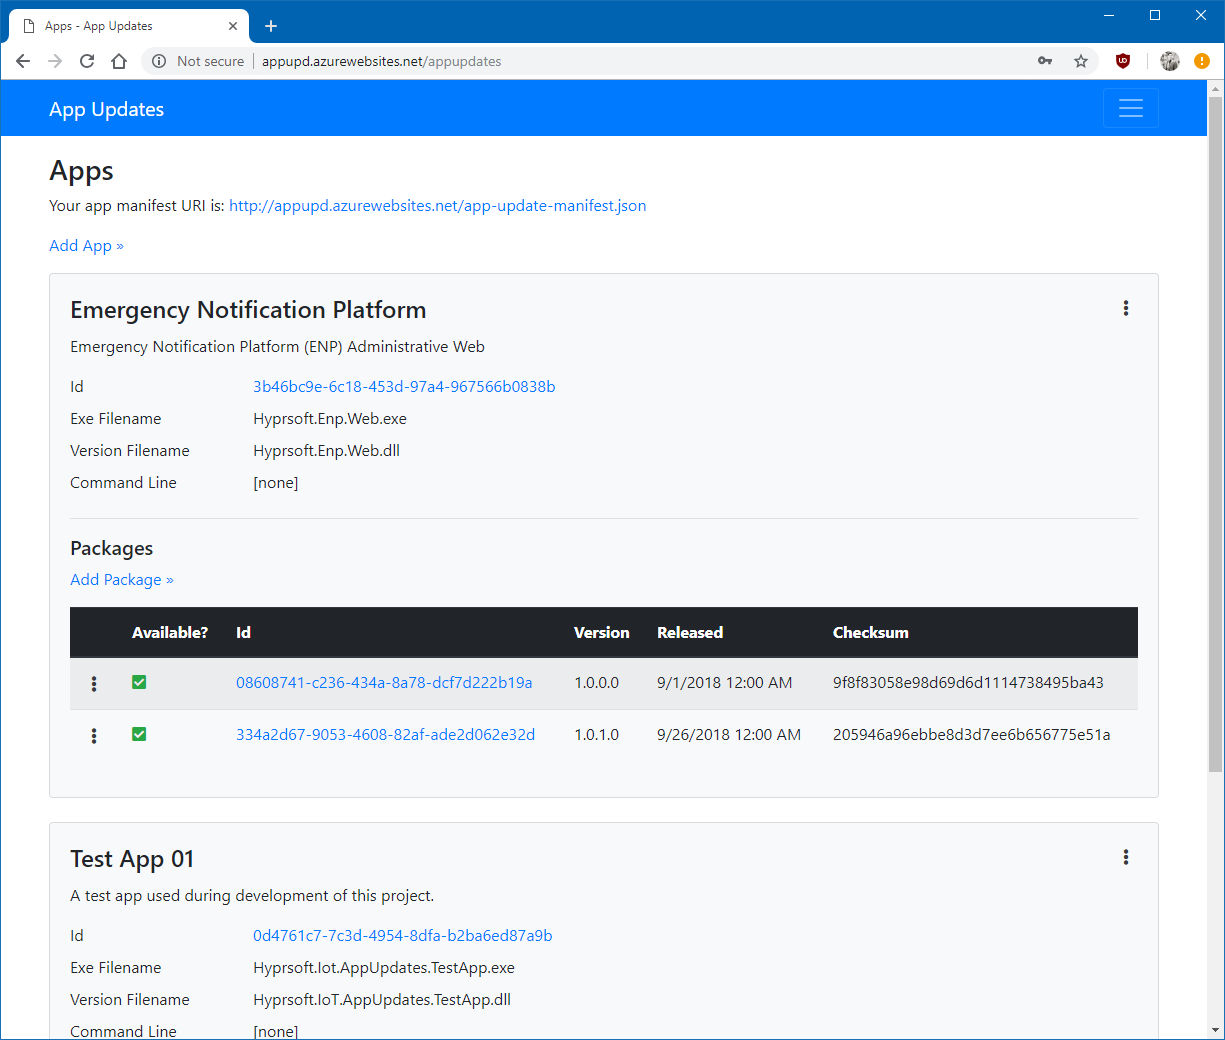 Apps - App Updates
Not secure | appupd.azurewebsites.net/appupdates
App Updates
Apps
Your app manifest URI is: http://appupd.azurewebsites.net/app-update-manifest.json
Add App »
Emergency Notification Platform
Emergency Notification Platform (ENP) Administrative Web
Id 3b46bc9e-6c18-453d-97a4-967566b0838b
Exe Filename Hyprsoft.Enp.Web.exe
Version Filename Hyprsoft.Enp.Web.dll
Command Line [none]
Packages
Add Package »
Available? Id Version Released Checksum
08608741-c236-434a-8a78-dcf7d222b19a 1.0.0.0 9/1/2018 12:00 AM 9f8f83058e98d69d6d1114738495ba43
334a2d67-9053-4608-82af-ade2d062e32d 1.0.1.0 9/26/2018 12:00 AM 205946a96ebbe8d3d7ee6b656775e51a
Test App 01
A test app used during development of this project.
Id 0d4761c7-7c3d-4954-8dfa-b2ba6ed87a9b
Exe Filename Hyprsoft.Iot.AppUpdates.TestApp.exe
Version Filename Hyprsoft.IoT.AppUpdates.TestApp.dll
Command Line [none]